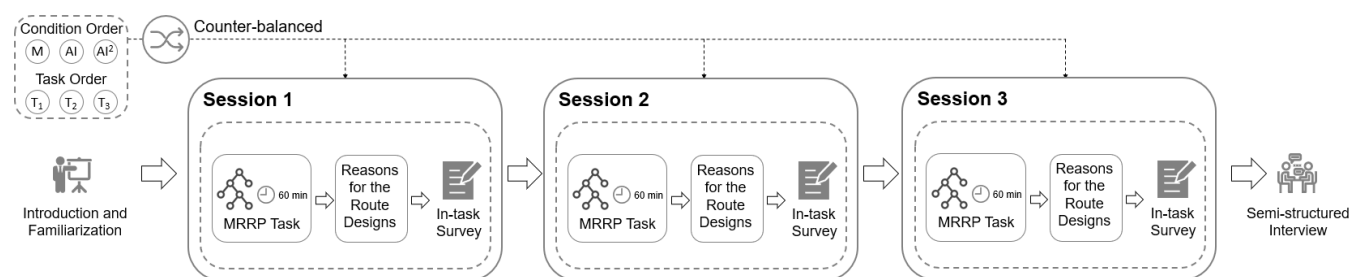 Condition Order
M AI AI²
Task Order
T₁ T₂ T₃
Counter-balanced
Introduction and
Familiarization
Session 1
60 min
MRRP Task
Reasons
for the
Route
Designs
In-task
Survey
Session 2
60 min
MRRP Task
Reasons
for the
Route
Designs
In-task
Survey
Session 3
60 min
MRRP Task
Reasons
for the
Route
Designs
In-task
Survey
Semi-structured
Interview